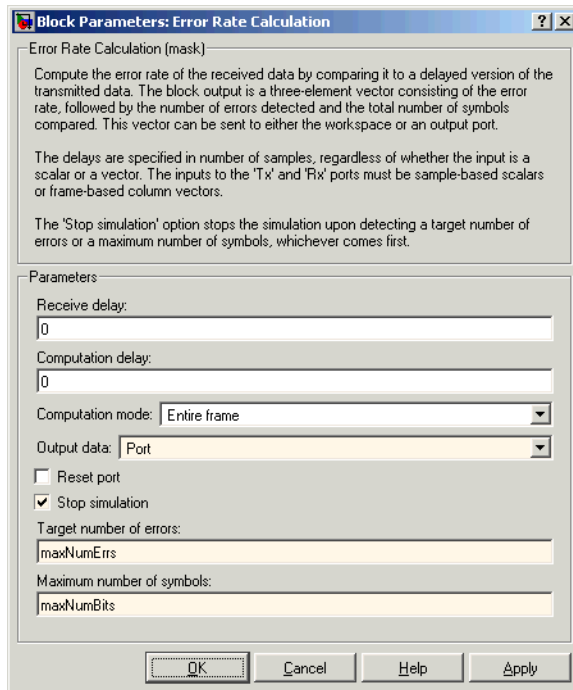 Block Parameters: Error Rate Calculation
Error Rate Calculation (mask)
Compute the error rate of the received data by comparing it to a delayed version of the
transmitted data. The block output is a three-element vector consisting of the error
rate, followed by the number of errors detected and the total number of symbols
compared. This vector can be sent to either the workspace or an output port.
The delays are specified in number of samples, regardless of whether the input is a
scalar or a vector. The inputs to the 'Tx' and 'Rx' ports must be sample-based scalars
or frame-based column vectors.
The 'Stop simulation' option stops the simulation upon detecting a target number of
errors or a maximum number of symbols, whichever comes first.
Parameters
Receive delay:
0
Computation delay:
0
Computation mode: Entire frame
Output data: Port
Reset port
Stop simulation
Target number of errors:
maxNumErrs
Maximum number of symbols:
maxNumBits
OK Cancel Help Apply